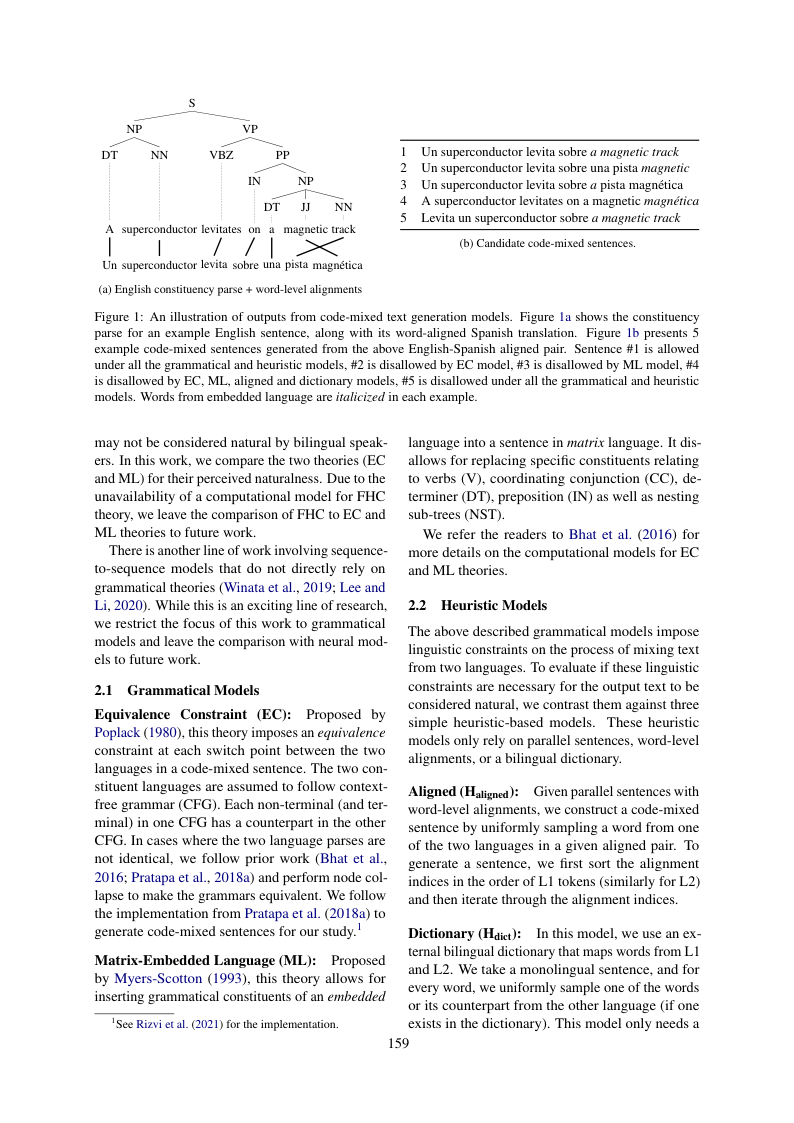 S
NP VP
DT NN VBZ PP
IN NP
DT JJ NN
A superconductor levitates on a magnetic track
Un superconductor levita sobre una pista magnética
(a) English constituency parse + word-level alignments
1 Un superconductor levita sobre a magnetic track
2 Un superconductor levita sobre una pista magnetic
3 Un superconductor levita sobre a pista magnética
4 A superconductor levitates on a magnetic magnética
5 Levita un superconductor sobre a magnetic track
(b) Candidate code-mixed sentences.
Figure 1: An illustration of outputs from code-mixed text generation models. Figure 1a shows the constituency
parse for an example English sentence, along with its word-aligned Spanish translation. Figure 1b presents 5
example code-mixed sentences generated from the above English-Spanish aligned pair. Sentence #1 is allowed
under all the grammatical and heuristic models, #2 is disallowed by EC model, #3 is disallowed by ML model, #4
is disallowed by EC, ML, aligned and dictionary models, #5 is disallowed under all the grammatical and heuristic
models. Words from embedded language are italicized in each example.
may not be considered natural by bilingual speak-
ers. In this work, we compare the two theories (EC
and ML) for their perceived naturalness. Due to the
unavailability of a computational model for FHC
theory, we leave the comparison of FHC to EC and
ML theories to future work.
There is another line of work involving sequence-
to-sequence models that do not directly rely on
grammatical theories (Winata et al., 2019; Lee and
Li, 2020). While this is an exciting line of research,
we restrict the focus of this work to grammatical
models and leave the comparison with neural mod-
els to future work.
2.1 Grammatical Models
Equivalence Constraint (EC): Proposed by
Poplack (1980), this theory imposes an equivalence
constraint at each switch point between the two
languages in a code-mixed sentence. The two con-
stituent languages are assumed to follow context-
free grammar (CFG). Each non-terminal (and ter-
minal) in one CFG has a counterpart in the other
CFG. In cases where the two language parses are
not identical, we follow prior work (Bhat et al.,
2016; Pratapa et al., 2018a) and perform node col-
lapse to make the grammars equivalent. We follow
the implementation from Pratapa et al. (2018a) to
generate code-mixed sentences for our study.1
Matrix-Embedded Language (ML): Proposed
by Myers-Scotton (1993), this theory allows for
inserting grammatical constituents of an embedded
1See Rizvi et al. (2021) for the implementation.
language into a sentence in matrix language. It dis-
allows for replacing specific constituents relating
to verbs (V), coordinating conjunction (CC), de-
terminer (DT), preposition (IN) as well as nesting
sub-trees (NST).
We refer the readers to Bhat et al. (2016) for
more details on the computational models for EC
and ML theories.
2.2 Heuristic Models
The above described grammatical models impose
linguistic constraints on the process of mixing text
from two languages. To evaluate if these linguistic
constraints are necessary for the output text to be
considered natural, we contrast them against three
simple heuristic-based models. These heuristic
models only rely on parallel sentences, word-level
alignments, or a bilingual dictionary.
Aligned (Haligned): Given parallel sentences with
word-level alignments, we construct a code-mixed
sentence by uniformly sampling a word from one
of the two languages in a given aligned pair. To
generate a sentence, we first sort the alignment
indices in the order of L1 tokens (similarly for L2)
and then iterate through the alignment indices.
Dictionary (Hdict): In this model, we use an ex-
ternal bilingual dictionary that maps words from L1
and L2. We take a monolingual sentence, and for
every word, we uniformly sample one of the words
or its counterpart from the other language (if one
exists in the dictionary). This model only needs a
159